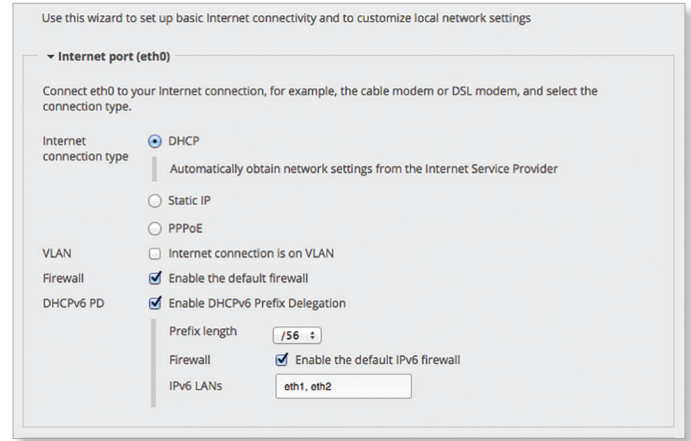 Use this wizard to set up basic Internet connectivity and to customize local network settings
Internet port (eth0)
Connect eth0 to your Internet connection, for example, the cable modem or DSL modem, and select the
connection type.
Internet
connection type
DHCP
Automatically obtain network settings from the Internet Service Provider
Static IP
PPPoE
VLAN Internet connection is on VLAN
Firewall Enable the default firewall
DHCPv6 PD Enable DHCPv6 Prefix Delegation
Prefix length /56
Firewall Enable the default IPv6 firewall
IPv6 LANs eth1, eth2